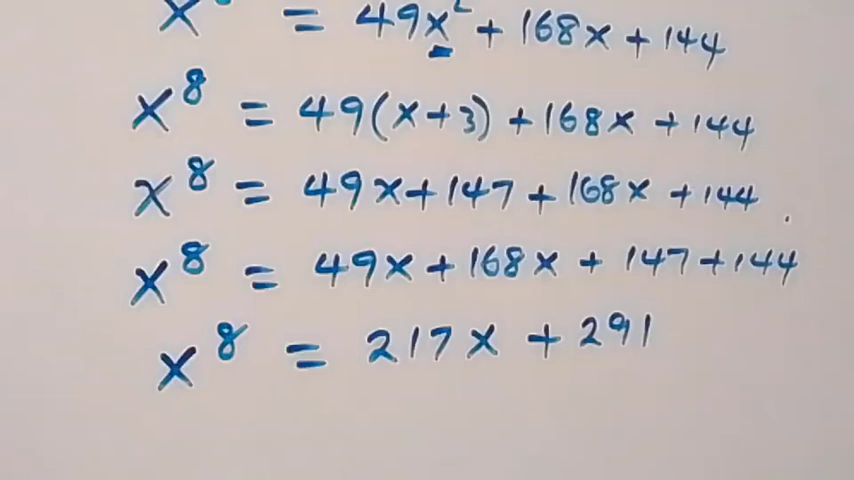 x⁸ = 49x² + 168x + 144
x⁸ = 49(x+3) + 168x + 144
x⁸ = 49x + 147 + 168x + 144
x⁸ = 49x + 168x + 147 + 144
x⁸ = 217x + 291